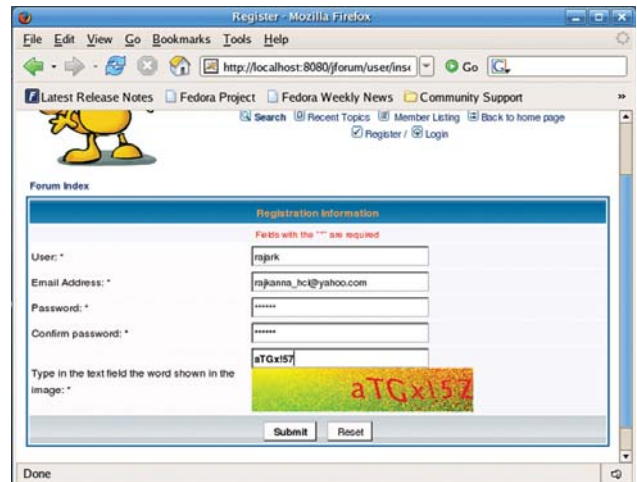 Register - Mozilla Firefox
File Edit View Go Bookmarks Tools Help
http://localhost:8080/jforum/user/inse Go G
Latest Release Notes Fedora Project Fedora Weekly News Community Support »
Search Recent Topics Member Listing Back to home page
Register / Login
Forum Index
Registration Information
Fields with the "*" are required
User: * rajark
Email Address: * rajkanna_hcl@yahoo.com
Password: * ******
Confirm password: * ******
aTGx!57
Type in the text field the word shown in the
image: *
aTGx!57
Submit Reset
Done